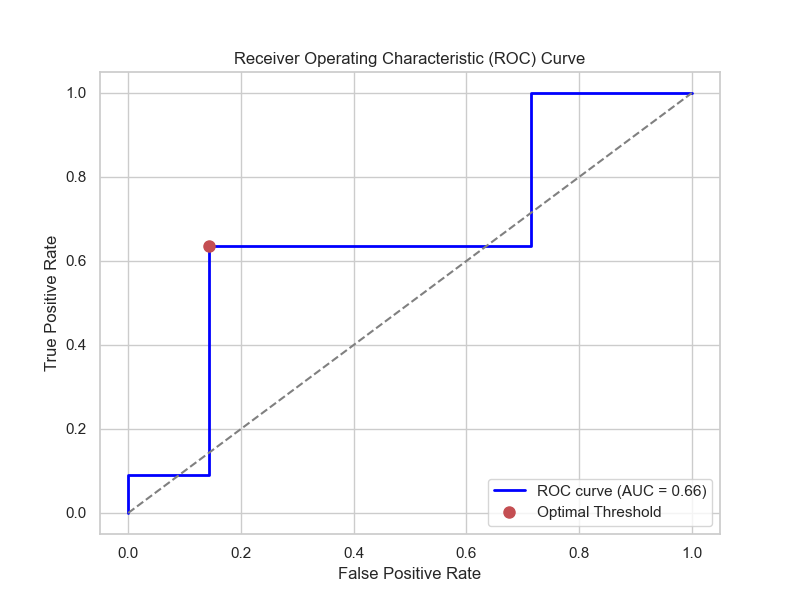 Receiver Operating Characteristic (ROC) Curve
True Positive Rate
1.0
0.8
0.6
0.4
0.2
0.0
0.0 0.2 0.4 0.6 0.8 1.0
False Positive Rate
ROC curve (AUC = 0.66)
Optimal Threshold